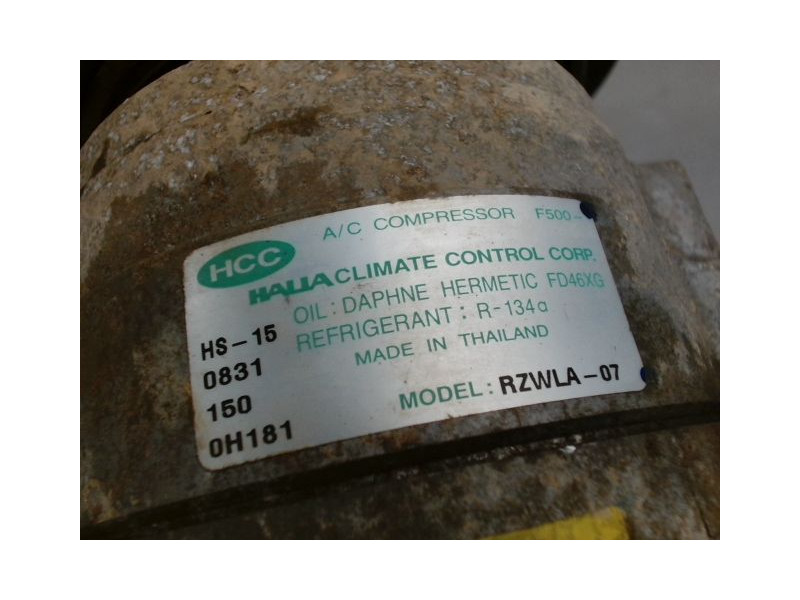 A/C COMPRESSOR F500-
HCC
HALLA CLIMATE CONTROL CORP.
OIL: DAPHNE HERMETIC FD46XG
REFRIGERANT: R-134a
MADE IN THAILAND
HS-15
0831
150
0H181
MODEL: RZWLA-07